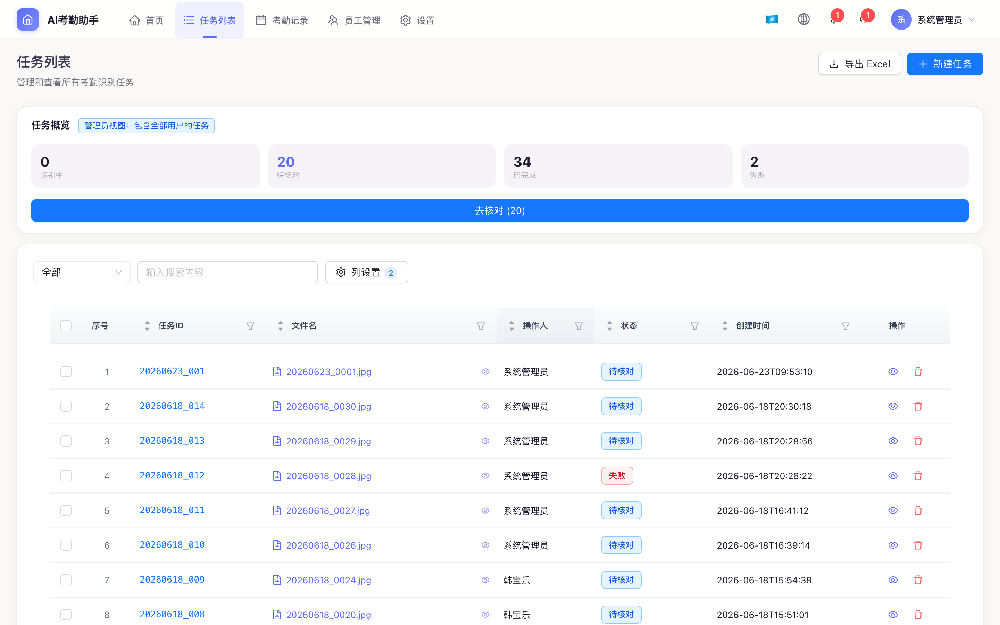 AI考勤助手 首页 任务列表 考勤记录 员工管理 设置 1 1 系 系统管理员
任务列表
导出 Excel 新建任务
管理和查看所有考勤识别任务
任务概览 管理员视图：包含全部用户的任务
0 20 34 2
识别中 待核对 已完成 失败
去核对 (20)
全部 输入搜索内容 列设置 2
序号 任务ID 文件名 操作人 状态 创建时间 操作
1 20260623_001 20260623_0001.jpg 系统管理员 待核对 2026-06-23T09:53:10
2 20260618_014 20260618_0030.jpg 系统管理员 待核对 2026-06-18T20:30:18
3 20260618_013 20260618_0029.jpg 系统管理员 待核对 2026-06-18T20:28:56
4 20260618_012 20260618_0028.jpg 系统管理员 失败 2026-06-18T20:28:22
5 20260618_011 20260618_0027.jpg 系统管理员 待核对 2026-06-18T16:41:12
6 20260618_010 20260618_0026.jpg 系统管理员 待核对 2026-06-18T16:39:14
7 20260618_009 20260618_0024.jpg 韩宝乐 待核对 2026-06-18T15:54:38
8 20260618_008 20260618_0020.jpg 韩宝乐 待核对 2026-06-18T15:51:01